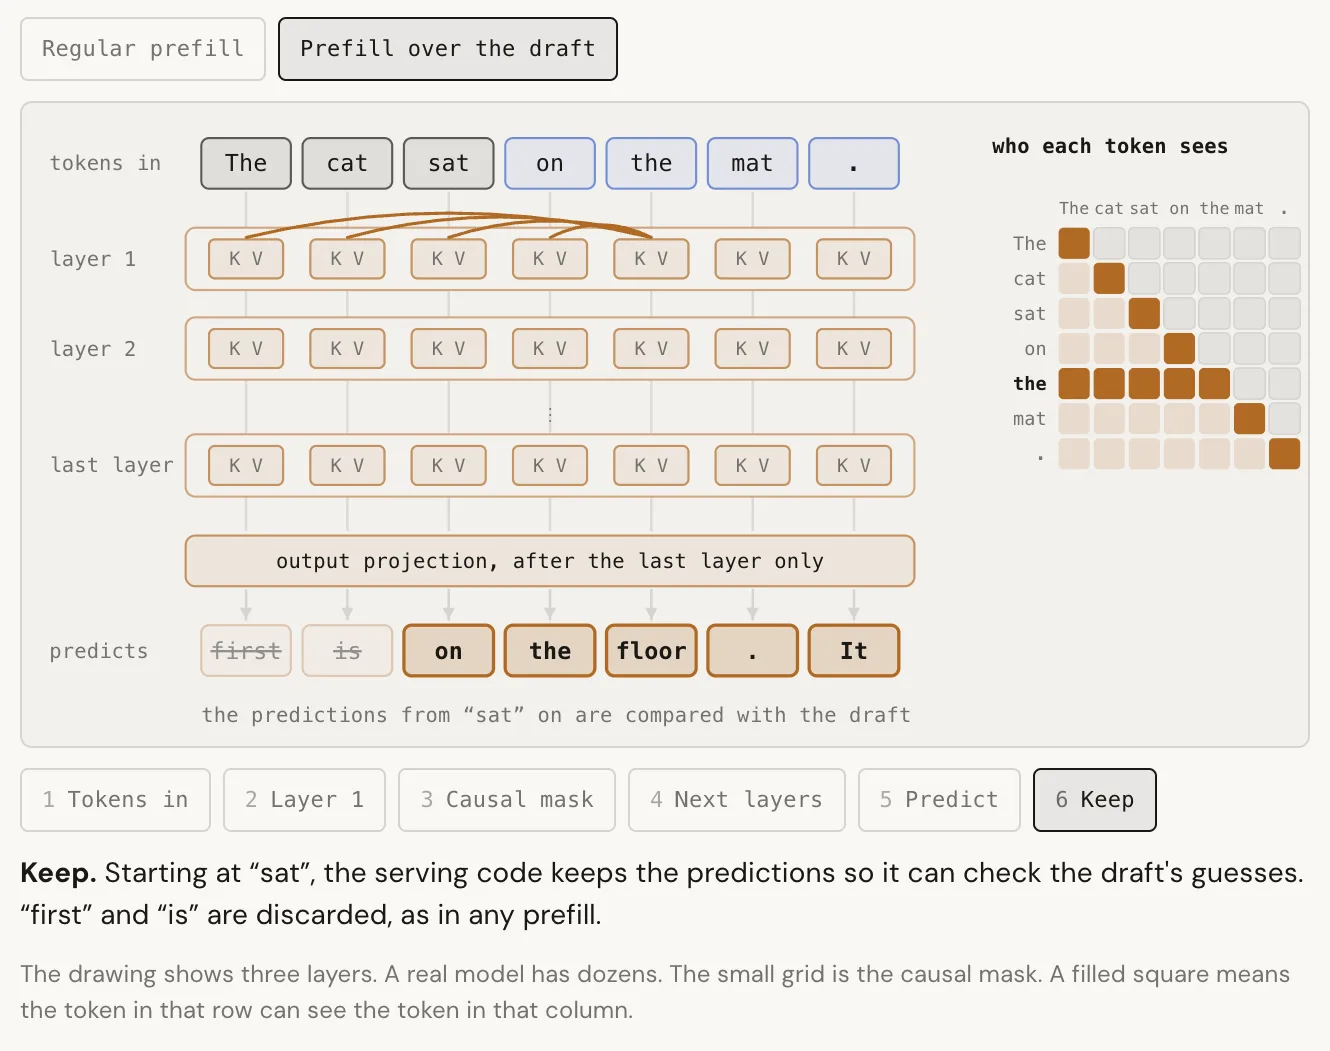 Regular prefill Prefill over the draft
tokens in The cat sat on the mat .
who each token sees
The cat sat on the mat .
layer 1 K V K V K V K V K V K V K V
layer 2 K V K V K V K V K V K V K V
⋮
last layer K V K V K V K V K V K V K V
The
cat
sat
on
the
mat
.
output projection, after the last layer only
predicts first is on the floor . It
the predictions from “sat” on are compared with the draft
1 Tokens in 2 Layer 1 3 Causal mask 4 Next layers 5 Predict 6 Keep
Keep. Starting at “sat”, the serving code keeps the predictions so it can check the draft's guesses.
“first” and “is” are discarded, as in any prefill.
The drawing shows three layers. A real model has dozens. The small grid is the causal mask. A filled square means
the token in that row can see the token in that column.